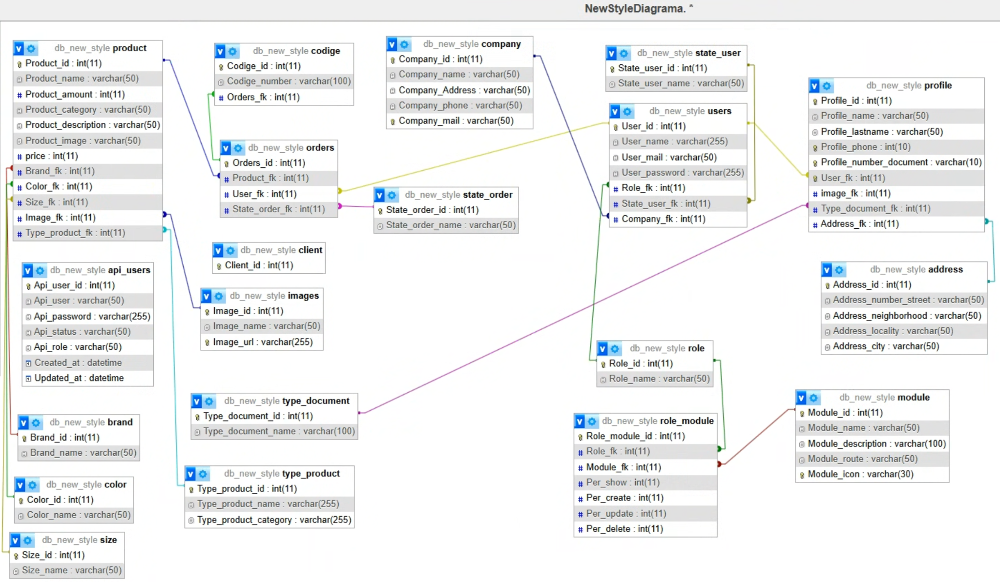 NewStyleDiagrama. *
v db_new_style product
Product_id : int(11)
Product_name : varchar(50)
# Product_amount : int(11)
Product_category : varchar(50)
Product_description : varchar(50)
Product_image : varchar(50)
# price : int(11)
# Brand_fk : int(11)
# Color_fk : int(11)
# Size_fk : int(11)
# Image_fk : int(11)
# Type_product_fk : int(11)
v db_new_style codige
Codige_id : int(11)
Codige_number : varchar(100)
# Orders_fk : int(11)
v db_new_style company
Company_id : int(11)
Company_name : varchar(50)
Company_Address : varchar(50)
Company_phone : varchar(50)
Company_mail : varchar(50)
v db_new_style state_user
State_user_id : int(11)
State_user_name : varchar(50)
v db_new_style users
User_id : int(11)
User_name : varchar(255)
User_mail : varchar(50)
User_password : varchar(255)
# Role_fk : int(11)
# State_user_fk : int(11)
# Company_fk : int(11)
v db_new_style profile
Profile_id : int(11)
Profile_name : varchar(50)
Profile_lastname : varchar(50)
Profile_phone : int(10)
Profile_number_document : varchar(10)
User_fk : int(11)
# image_fk : int(11)
# Type_document_fk : int(11)
# Address_fk : int(11)
v db_new_style orders
Orders_id : int(11)
# Product_fk : int(11)
# User_fk : int(11)
# State_order_fk : int(11)
v db_new_style state_order
State_order_id : int(11)
State_order_name : varchar(50)
v db_new_style client
Client_id : int(11)
v db_new_style api_users
Api_user_id : int(11)
Api_user : varchar(50)
Api_password : varchar(255)
Api_status : varchar(50)
Api_role : varchar(50)
Created_at : datetime
Updated_at : datetime
v db_new_style images
Image_id : int(11)
Image_name : varchar(50)
Image_url : varchar(255)
v db_new_style address
Address_id : int(11)
Address_number_street : varchar(50)
Address_neighborhood : varchar(50)
Address_locality : varchar(50)
Address_city : varchar(50)
v db_new_style role
Role_id : int(11)
Role_name : varchar(50)
v db_new_style type_document
Type_document_id : int(11)
Type_document_name : varchar(100)
v db_new_style brand
Brand_id : int(11)
Brand_name : varchar(50)
v db_new_style role_module
Role_module_id : int(11)
# Role_fk : int(11)
# Module_fk : int(11)
# Per_show : int(11)
# Per_create : int(11)
# Per_update : int(11)
# Per_delete : int(11)
v db_new_style module
Module_id : int(11)
Module_name : varchar(50)
Module_description : varchar(100)
Module_route : varchar(50)
Module_icon : varchar(30)
v db_new_style type_product
Type_product_id : int(11)
Type_product_name : varchar(255)
Type_product_category : varchar(255)
v db_new_style color
Color_id : int(11)
Color_name : varchar(50)
v db_new_style size
Size_id : int(11)
Size_name : varchar(50)